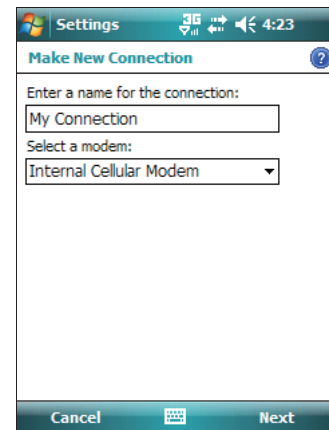 Settings 3G 4:23
Make New Connection ?
Enter a name for the connection:
My Connection
Select a modem:
Internal Cellular Modem
Cancel Next